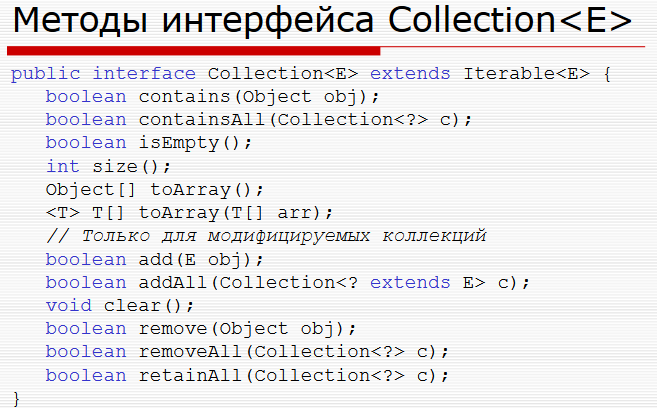 Методы интерфейса Collection<E>
public interface Collection<E> extends Iterable<E> {
boolean contains(Object obj);
boolean containsAll(Collection<?> c);
boolean isEmpty();
int size();
Object[] toArray();
<T> T[] toArray(T[] arr);
// Только для модифицируемых коллекций
boolean add(E obj);
boolean addAll(Collection<? extends E> c);
void clear();
boolean remove(Object obj);
boolean removeAll(Collection<?> c);
boolean retainAll(Collection<?> c);
}